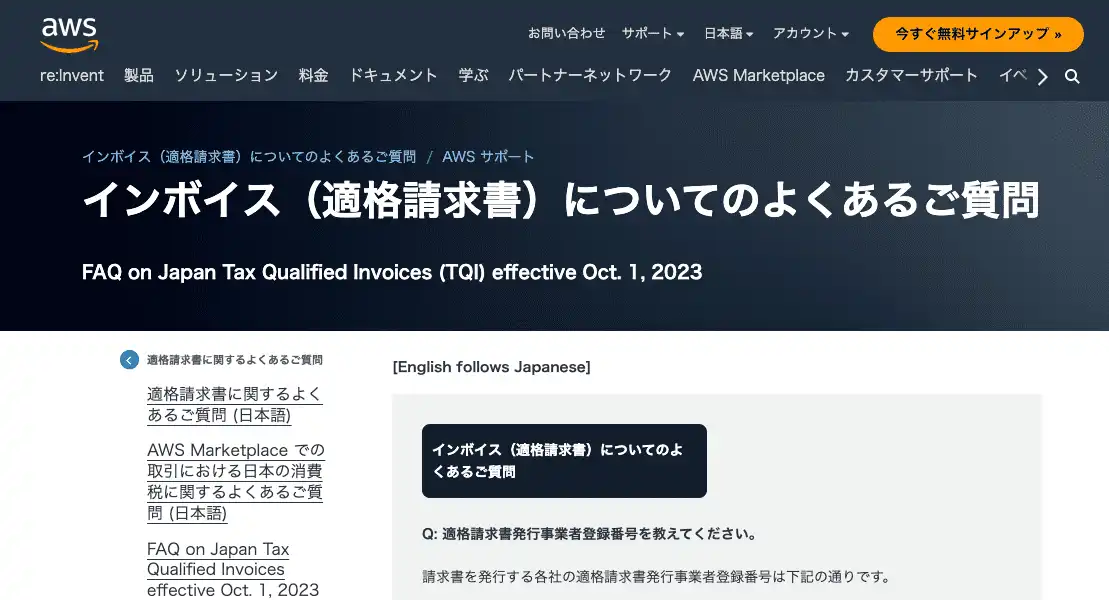 aws
お問い合わせ サポート 日本語 アカウント 今すぐ無料サインアップ »
re:Invent 製品 ソリューション 料金 ドキュメント 学ぶ パートナーネットワーク AWS Marketplace カスタマーサポート イベ
インボイス（適格請求書）についてのよくあるご質問 / AWS サポート
インボイス（適格請求書）についてのよくあるご質問
FAQ on Japan Tax Qualified Invoices (TQI) effective Oct. 1, 2023
適格請求書に関するよくあるご質問
適格請求書に関するよく
あるご質問 (日本語)
AWS Marketplace での
取引における日本の消費
税に関するよくあるご質
問 (日本語)
FAQ on Japan Tax
Qualified Invoices
effective Oct. 1, 2023
[English follows Japanese]
インボイス（適格請求書）についてのよ
くあるご質問
Q: 適格請求書発行事業者登録番号を教えてください。
請求書を発行する各社の適格請求書発行事業者登録番号は下記の通りです。